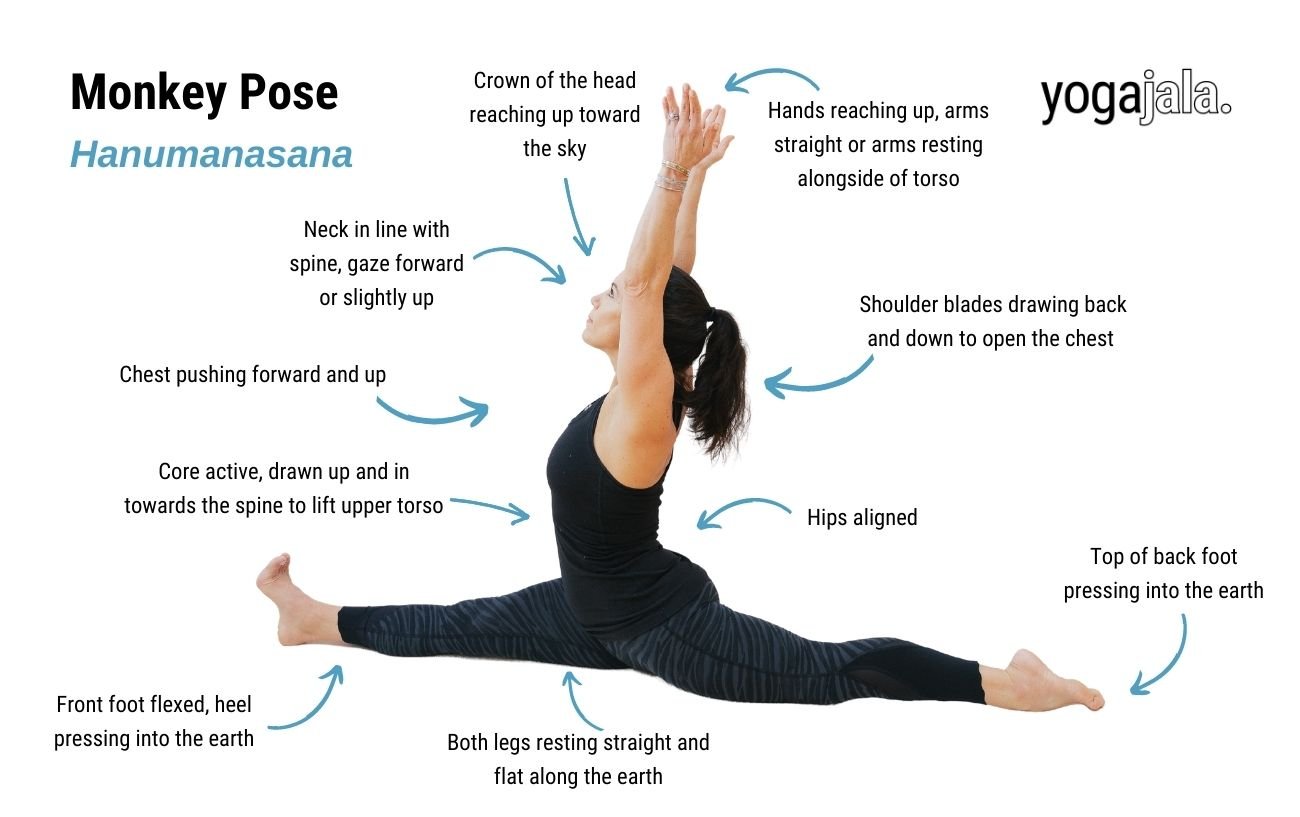 Monkey Pose
Hanumanasana
yogajala.
Crown of the head
reaching up toward
the sky
Hands reaching up, arms
straight or arms resting
alongside of torso
Neck in line with
spine, gaze forward
or slightly up
Shoulder blades drawing back
and down to open the chest
Chest pushing forward and up
Core active, drawn up and in
towards the spine to lift upper torso
Hips aligned
Top of back foot
pressing into the earth
Front foot flexed, heel
pressing into the earth
Both legs resting straight and
flat along the earth